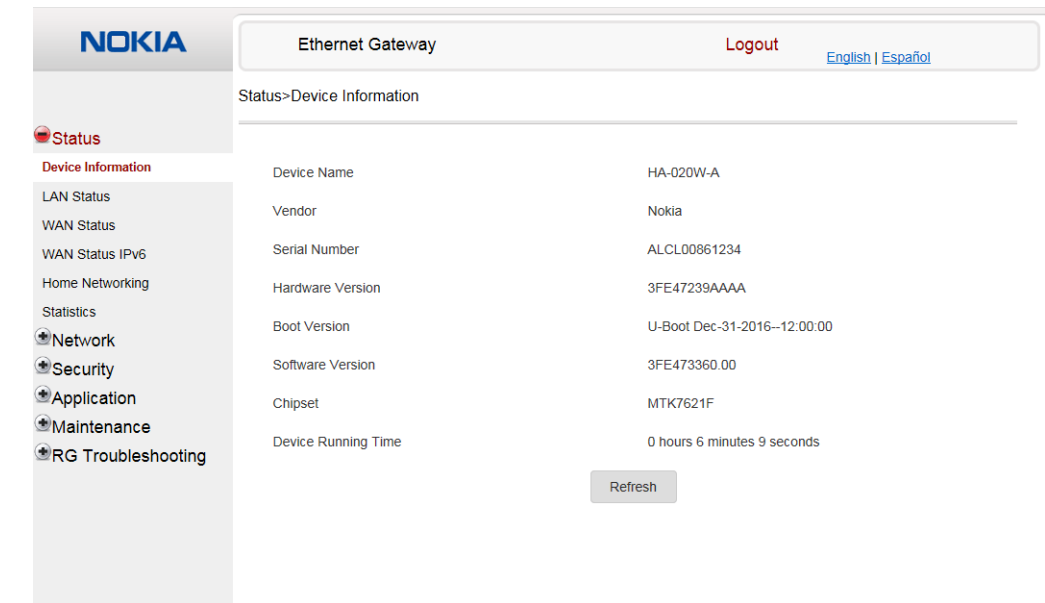 NOKIA
Ethernet Gateway Logout
English | Español
Status>Device Information
Status
Device Information
LAN Status
WAN Status
WAN Status IPv6
Home Networking
Statistics
Network
Security
Application
Maintenance
RG Troubleshooting
Device Name HA-020W-A
Vendor Nokia
Serial Number ALCL00861234
Hardware Version 3FE47239AAAA
Boot Version U-Boot Dec-31-2016--12:00:00
Software Version 3FE473360.00
Chipset MTK7621F
Device Running Time 0 hours 6 minutes 9 seconds
Refresh